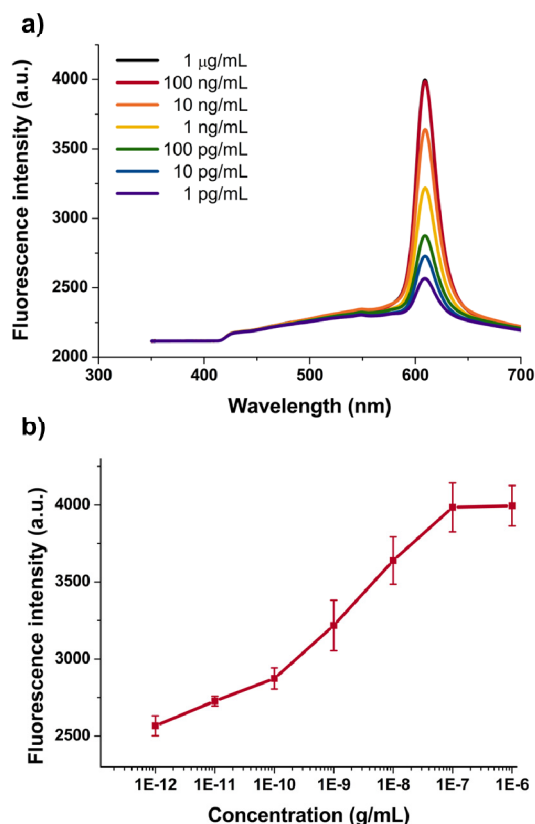 a)
Fluorescence intensity (a.u.)
4000
3500
3000
2500
2000
1 μg/mL
100 ng/mL
10 ng/mL
1 ng/mL
100 pg/mL
10 pg/mL
1 pg/mL
300 400 500 600 700
Wavelength (nm)
b)
Fluorescence intensity (a.u.)
4000
3500
3000
2500
1E-12 1E-11 1E-10 1E-9 1E-8 1E-7 1E-6
Concentration (g/mL)